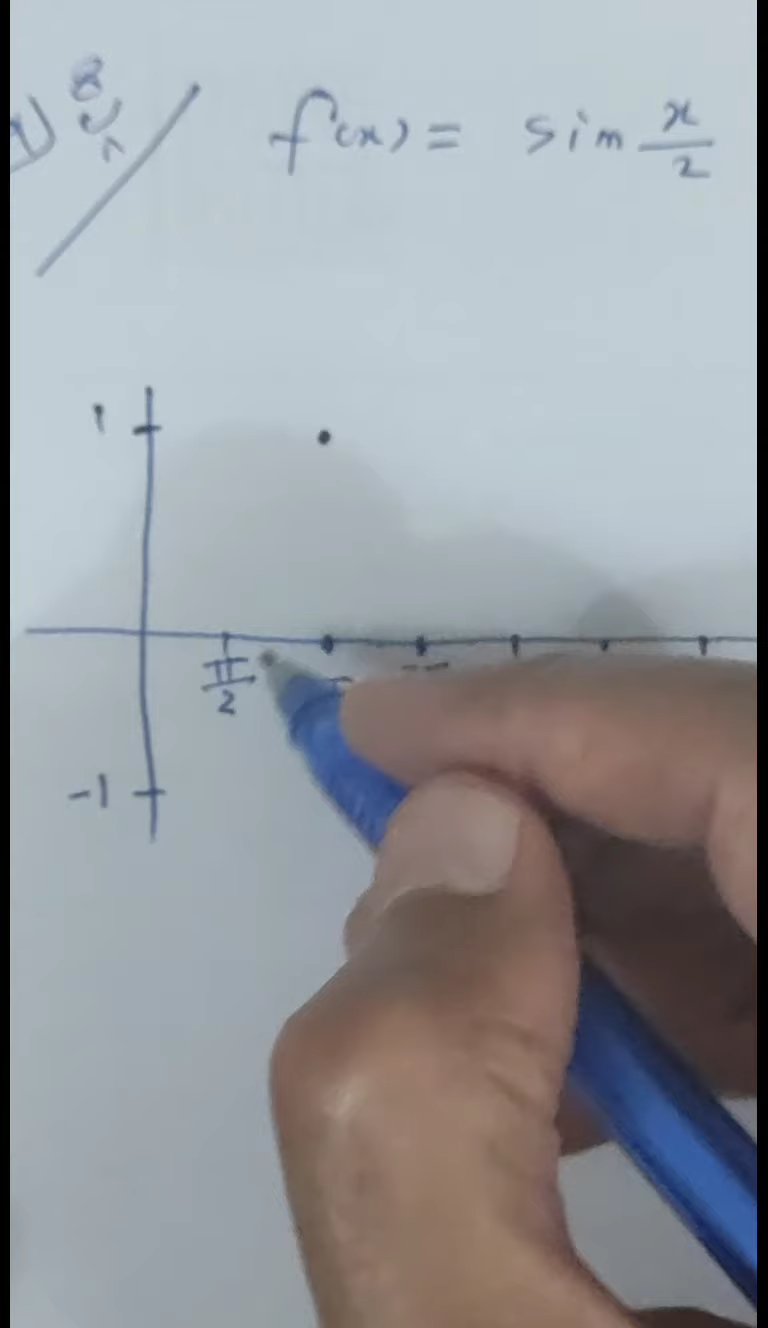 f(x) = sin x/2
1
π/2
-1